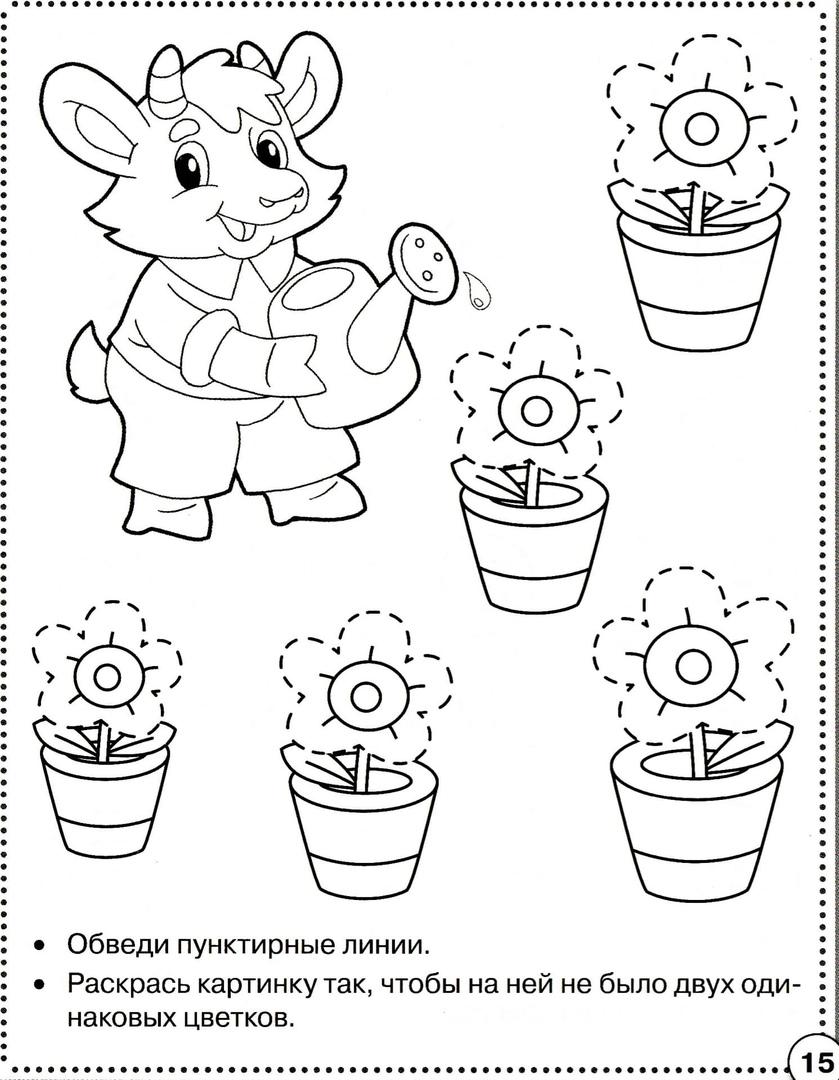 • Обведи пунктирные линии.
• Раскрась картинку так, чтобы на ней не было двух оди-
наковых цветков.
15